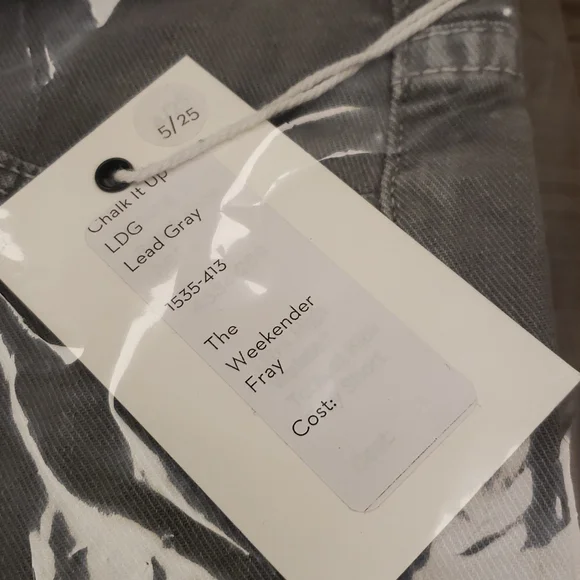 5/25
Chalk It Up
LDG
Lead Gray
1535-413
The
Weekender
Fray
Cost: